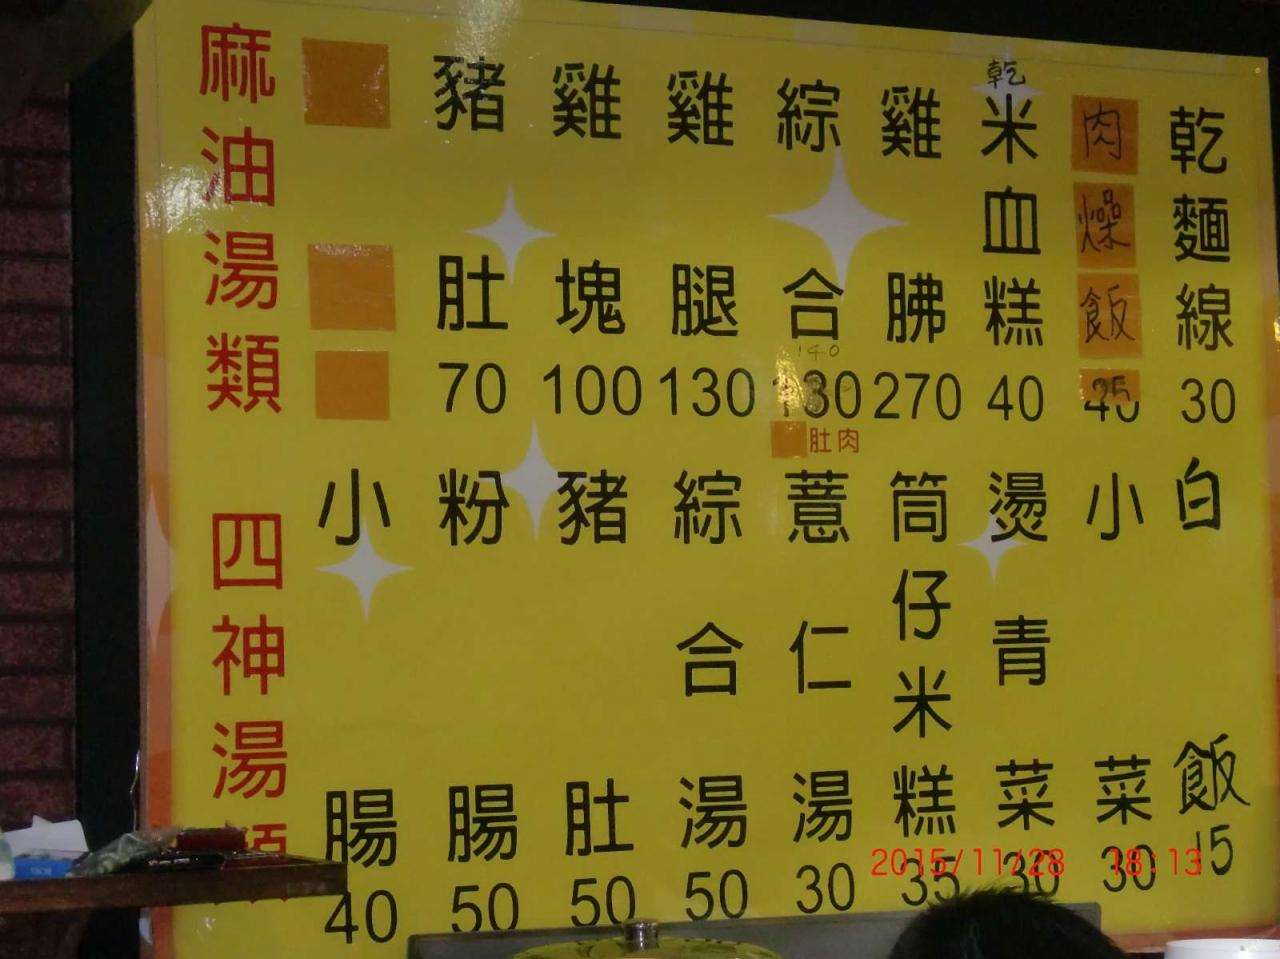 麻油湯類
豬肚 70
雞塊 100
雞腿 130
綜合 140 130
肚肉
雞胇 270
乾米血糕 40
肉燥飯
乾麵線 30
四神湯類
小腸 40
粉腸 50
豬肚 50
綜合湯 50
薏仁湯 30
筒仔米糕 35
燙青菜 30
小菜 30
白飯 15
2015/11/28 18:13